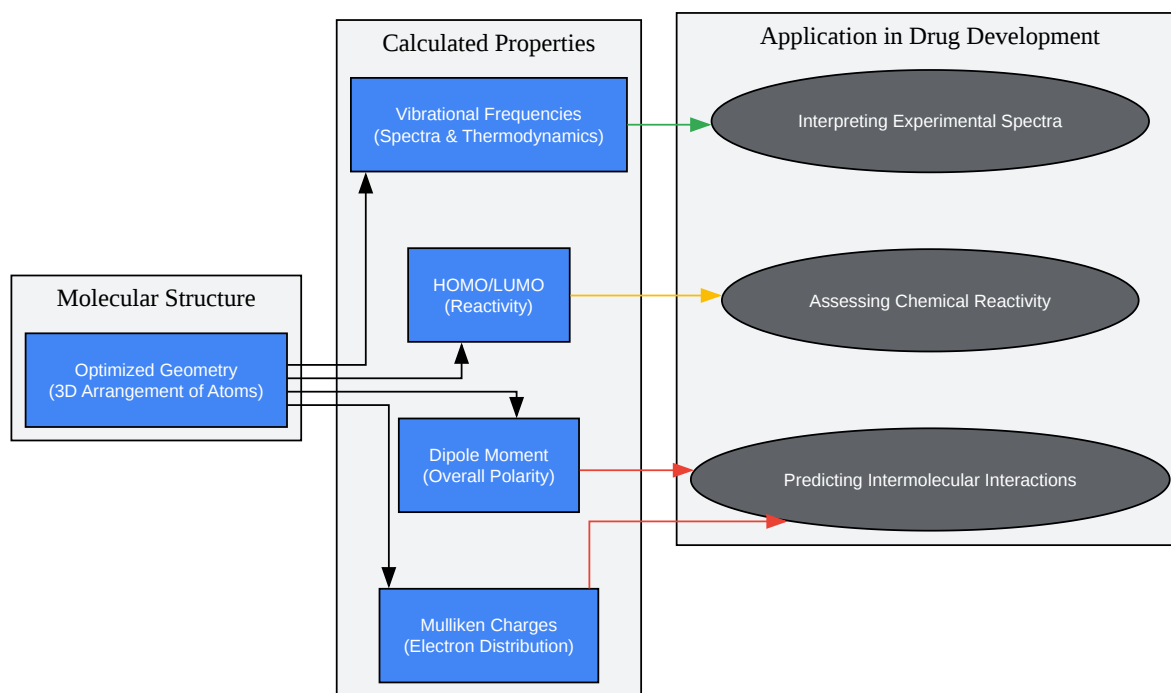 Molecular Structure
Optimized Geometry
(3D Arrangement of Atoms)
Calculated Properties
Vibrational Frequencies
(Spectra & Thermodynamics)
HOMO/LUMO
(Reactivity)
Dipole Moment
(Overall Polarity)
Mulliken Charges
(Electron Distribution)
Application in Drug Development
Interpreting Experimental Spectra
Assessing Chemical Reactivity
Predicting Intermolecular Interactions